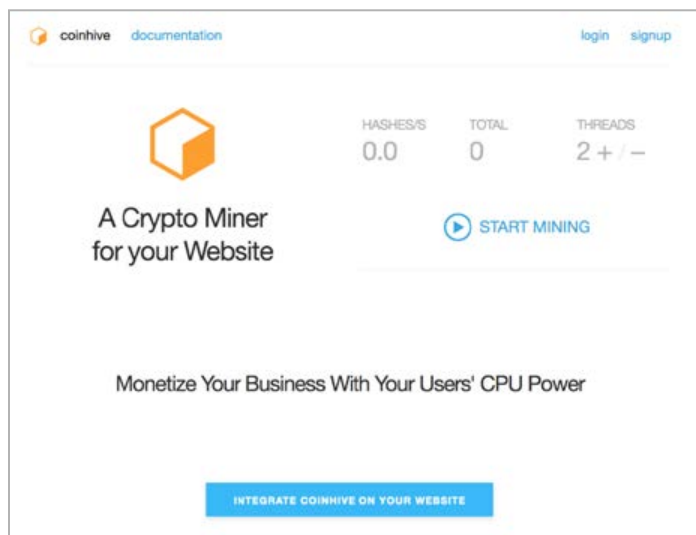 coinhive documentation login signup
HASHES/S TOTAL THREADS
0.0 0 2 + / −
A Crypto Miner
for your Website
START MINING
Monetize Your Business With Your Users' CPU Power
INTEGRATE COINHIVE ON YOUR WEBSITE